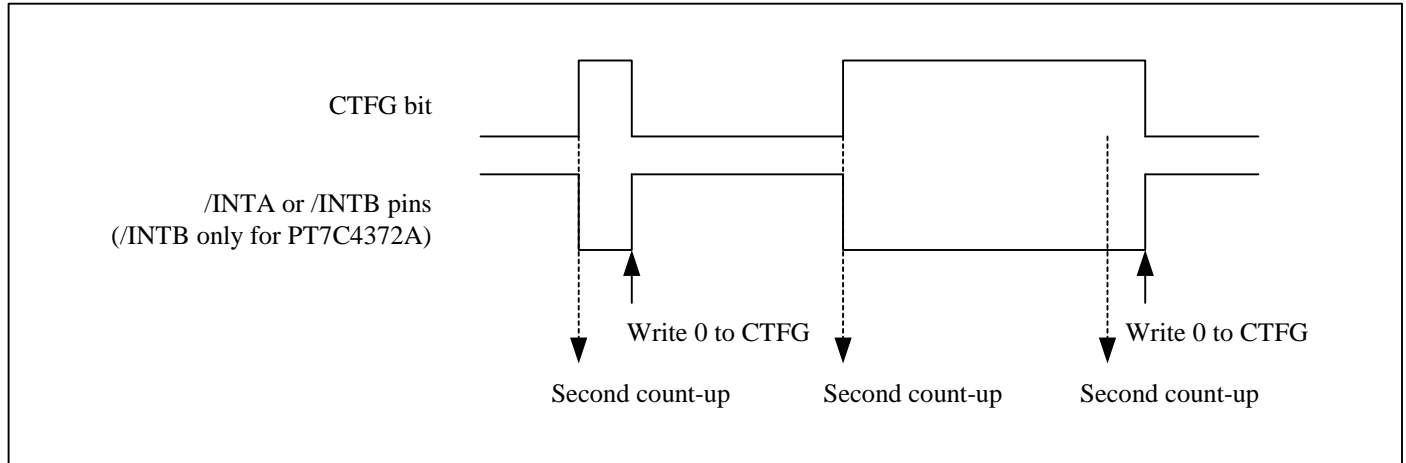 CTFG bit
/INTA or /INTB pins
(/INTB only for PT7C4372A)
Write 0 to CTFG
Write 0 to CTFG
Second count-up
Second count-up
Second count-up